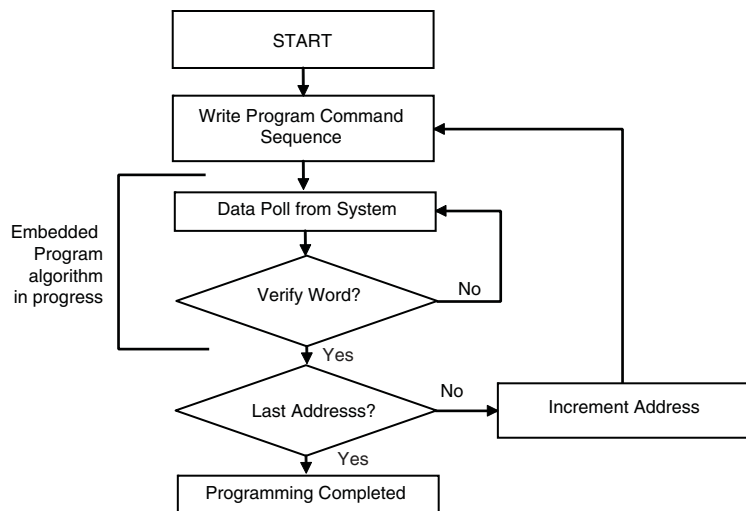 START
Write Program Command
Sequence
Data Poll from System
Embedded
Program
algorithm
in progress
Verify Word?
No
Yes
Last Addresss?
No
Increment Address
Yes
Programming Completed